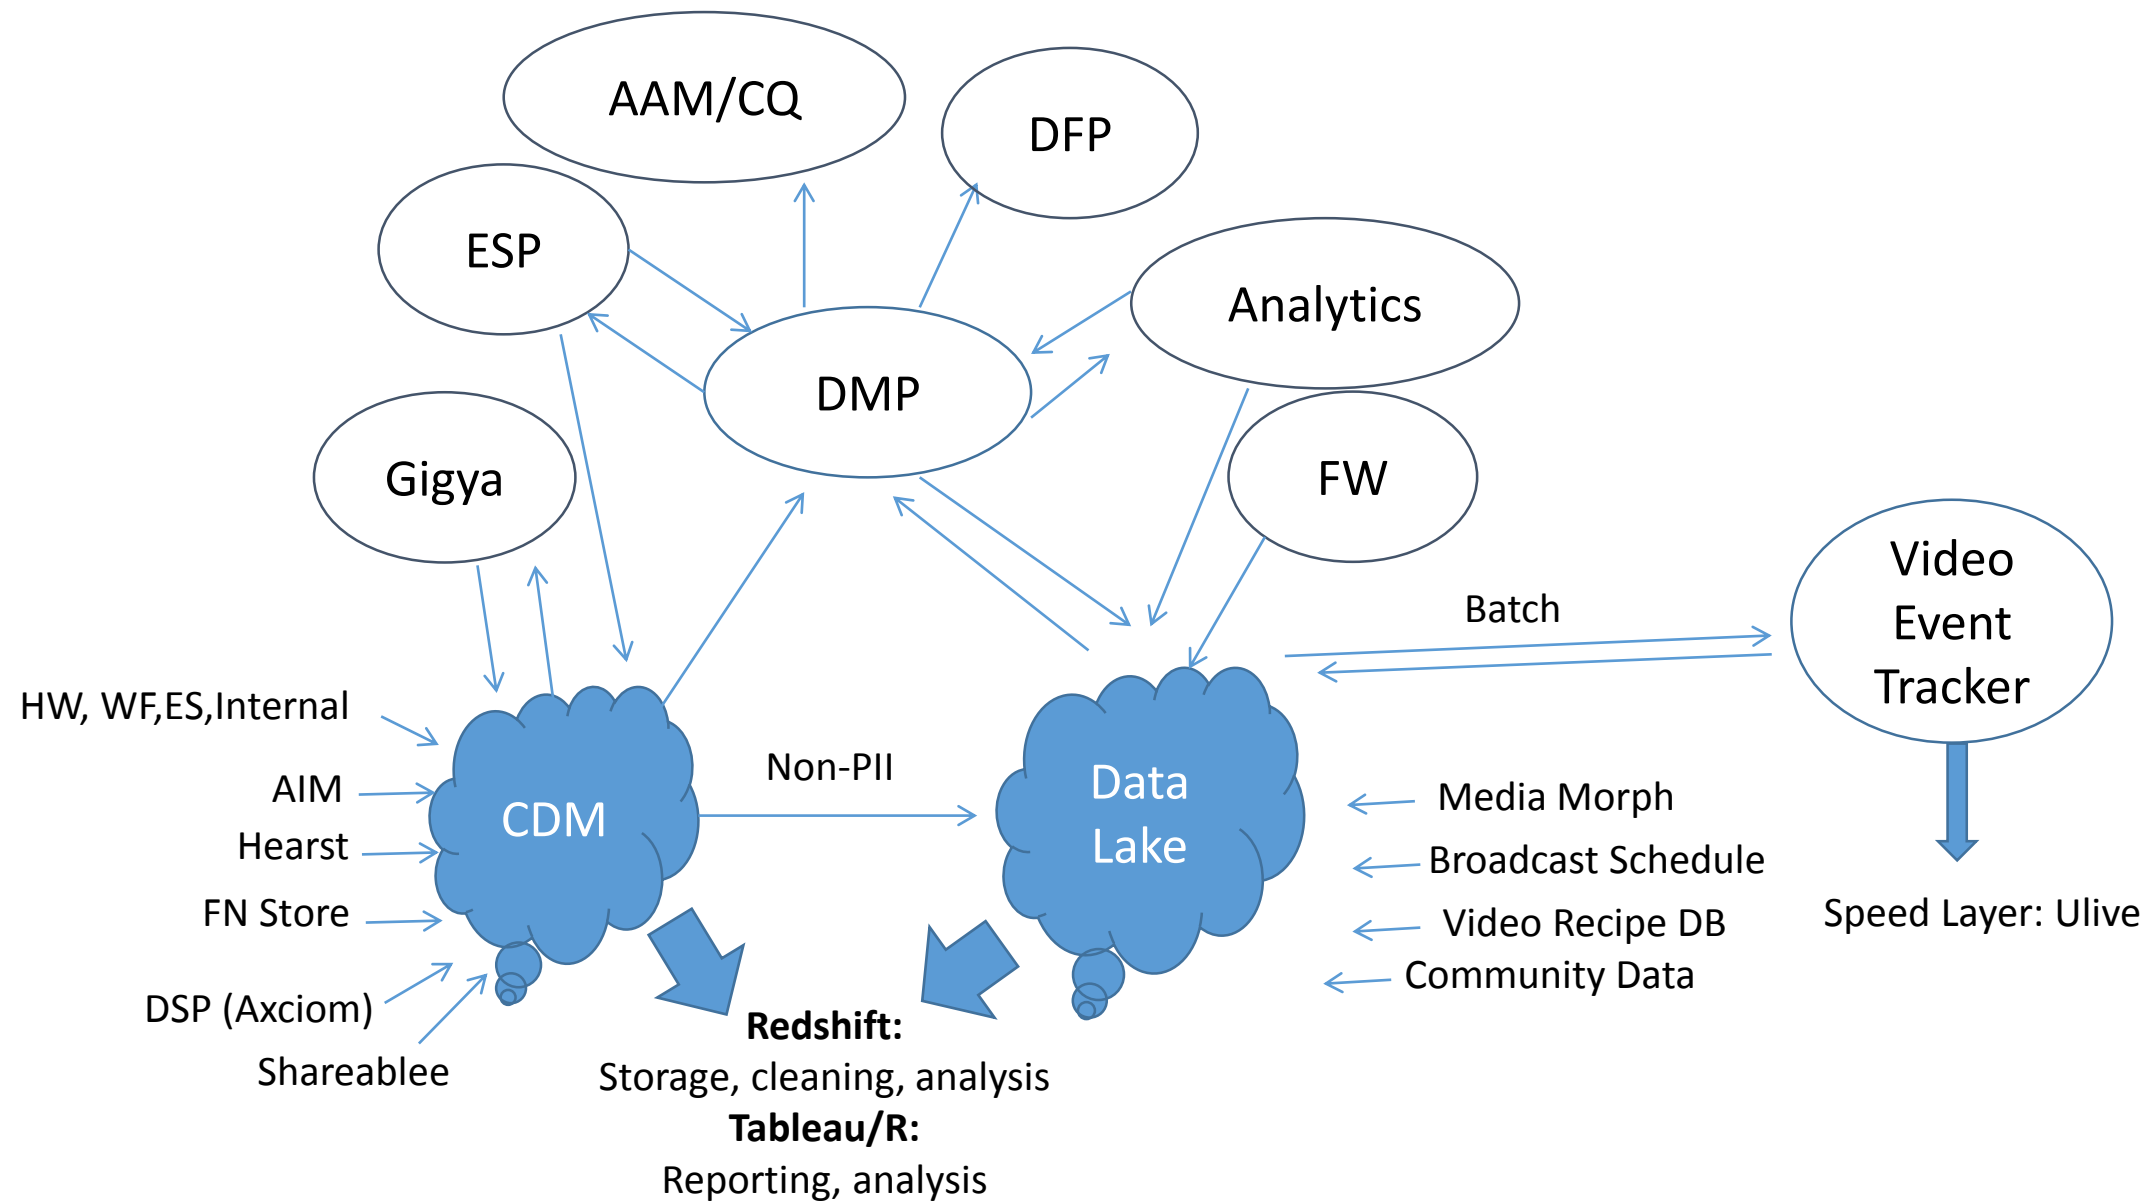 AAM/CQ
DFP
ESP
Analytics
DMP
Gigya
FW
Video
Event
Tracker
Batch
HW, WF,ES,Internal
AIM
Hearst
FN Store
DSP (Axciom)
Shareablee
CDM
Non-PII
Data
Lake
Media Morph
Broadcast Schedule
Video Recipe DB
Community Data
Speed Layer: Ulive
Redshift:
Storage, cleaning, analysis
Tableau/R:
Reporting, analysis